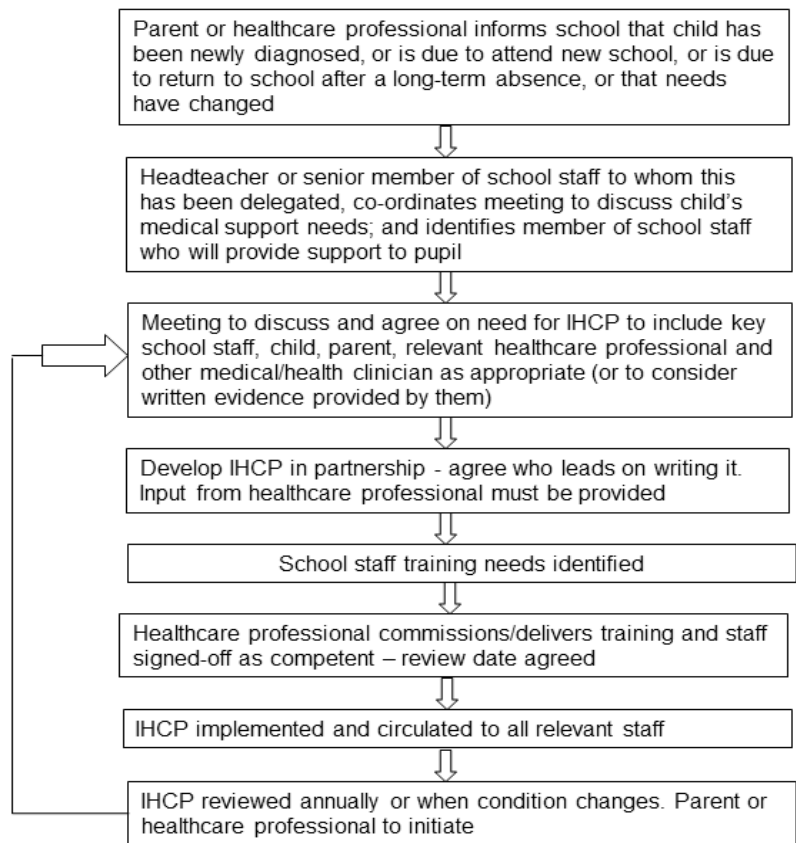 Parent or healthcare professional informs school that child has
been newly diagnosed, or is due to attend new school, or is due
to return to school after a long-term absence, or that needs
have changed
Headteacher or senior member of school staff to whom this
has been delegated, co-ordinates meeting to discuss child's
medical support needs; and identifies member of school staff
who will provide support to pupil
Meeting to discuss and agree on need for IHCP to include key
school staff, child, parent, relevant healthcare professional and
other medical/health clinician as appropriate (or to consider
written evidence provided by them)
Develop IHCP in partnership - agree who leads on writing it.
Input from healthcare professional must be provided
School staff training needs identified
Healthcare professional commissions/delivers training and staff
signed-off as competent – review date agreed
IHCP implemented and circulated to all relevant staff
IHCP reviewed annually or when condition changes. Parent or
healthcare professional to initiate